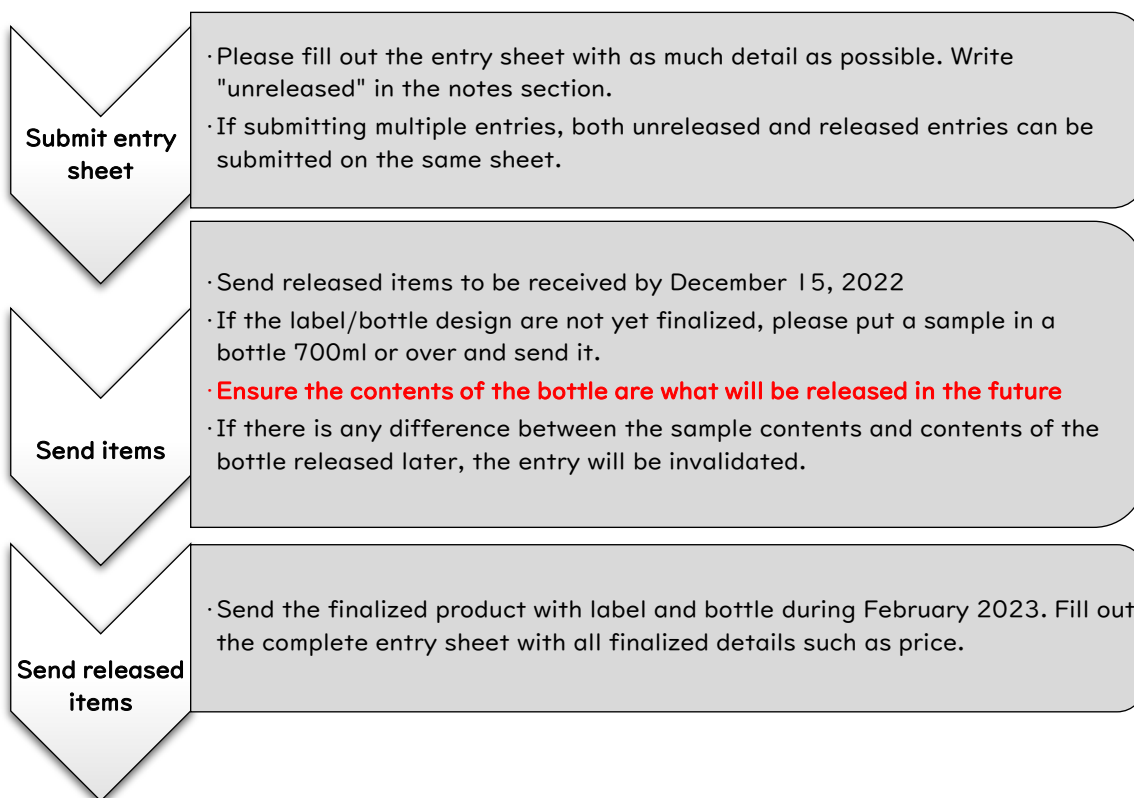 Submit entry
sheet
·Please fill out the entry sheet with as much detail as possible. Write
"unreleased" in the notes section.
·If submitting multiple entries, both unreleased and released entries can be
submitted on the same sheet.
Send items
·Send released items to be received by December 15, 2022
·If the label/bottle design are not yet finalized, please put a sample in a
bottle 700ml or over and send it.
·Ensure the contents of the bottle are what will be released in the future
·If there is any difference between the sample contents and contents of the
bottle released later, the entry will be invalidated.
Send released
items
·Send the finalized product with label and bottle during February 2023. Fill out
the complete entry sheet with all finalized details such as price.